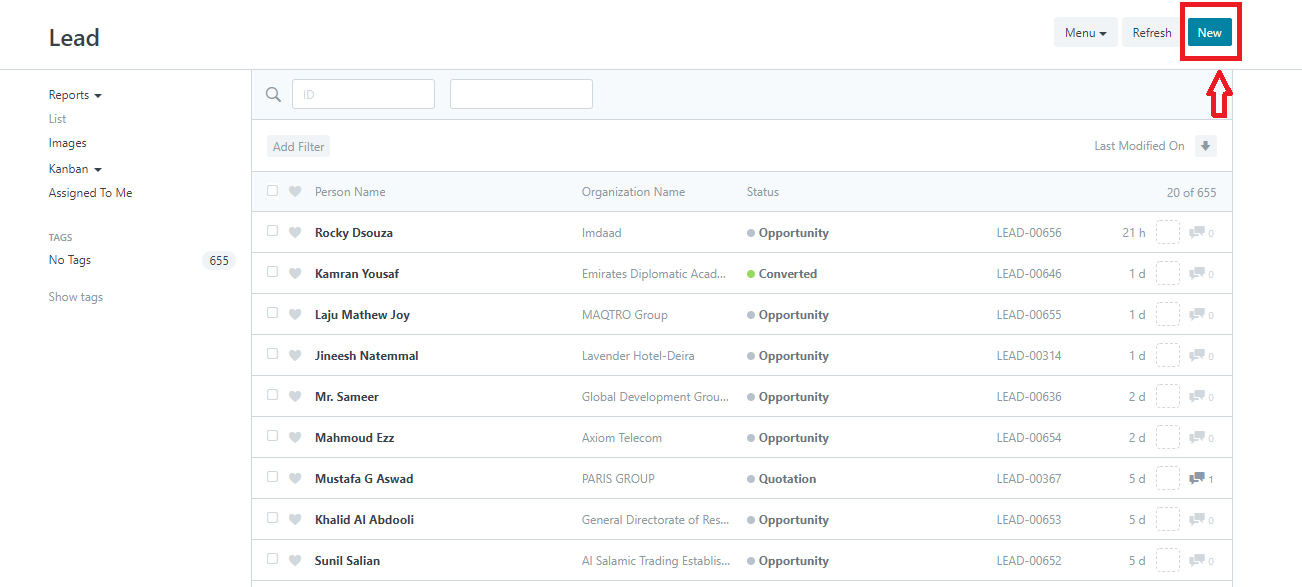 Lead
Menu
Refresh
New
Reports
List
Images
Kanban
Assigned To Me
TAGS
No Tags 655
Show tags
ID
Add Filter
Last Modified On
Person Name Organization Name Status 20 of 655
Rocky Dsouza Imdaad Opportunity LEAD-00656 21 h 0
Kamran Yousaf Emirates Diplomatic Acad... Converted LEAD-00646 1 d 0
Laju Mathew Joy MAQTRO Group Opportunity LEAD-00655 1 d 0
Jineesh Natemmal Lavender Hotel-Deira Opportunity LEAD-00314 1 d 0
Mr. Sameer Global Development Grou... Opportunity LEAD-00636 2 d 0
Mahmoud Ezz Axiom Telecom Opportunity LEAD-00654 2 d 0
Mustafa G Aswad PARIS GROUP Quotation LEAD-00367 5 d 1
Khalid Al Abdooli General Directorate of Res... Opportunity LEAD-00653 5 d 0
Sunil Salian Al Salamic Trading Establis... Opportunity LEAD-00652 5 d 0